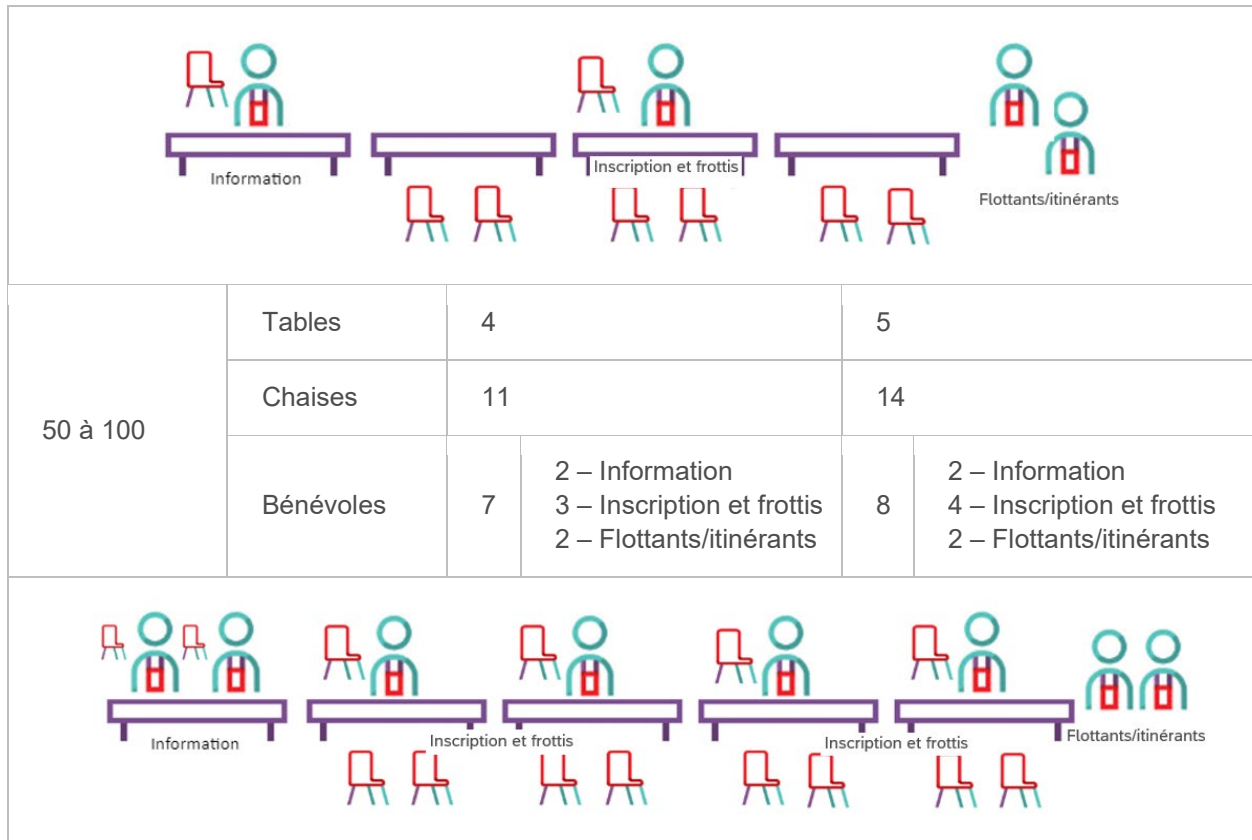 Information
Inscription et frottis
Flottants/itinérants
50 à 100
Tables
4
5
Chaises
11
14
Bénévoles
7
2 – Information
3 – Inscription et frottis
2 – Flottants/itinérants
8
2 – Information
4 – Inscription et frottis
2 – Flottants/itinérants
Information
Inscription et frottis
Inscription et frottis
Flottants/itinérants